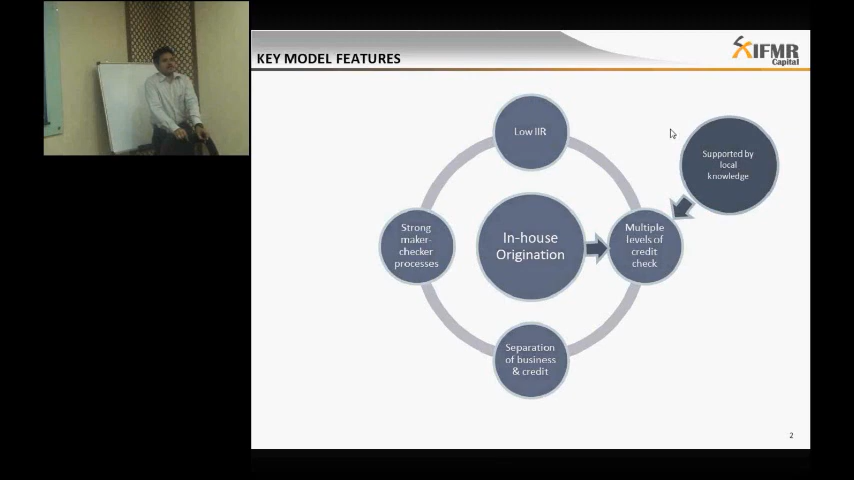 KEY MODEL FEATURES
IFMR
Capital
Low IIR
Supported by
local
knowledge
Strong
maker-
checker
processes
In-house
Origination
Multiple
levels of
credit
check
Separation
of business
& credit
2